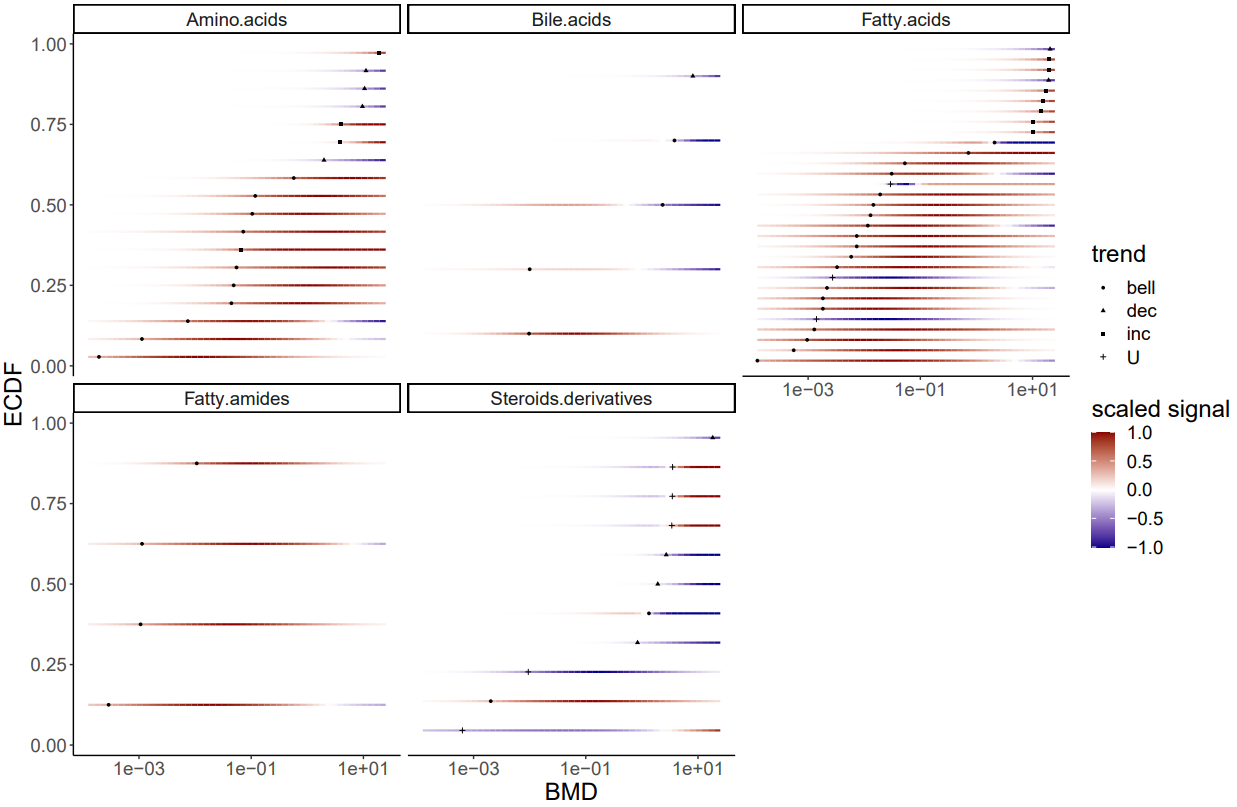 Amino.acids Bile.acids Fatty.acids
1.00
0.75
0.50
0.25
0.00
1e−03 1e−01 1e+01
Fatty.amides Steroids.derivatives
1.00
0.75
0.50
0.25
0.00
1e−03 1e−01 1e+01 1e−03 1e−01 1e+01
ECDF
BMD
trend
bell
dec
inc
U
scaled signal
1.0
0.5
0.0
−0.5
−1.0